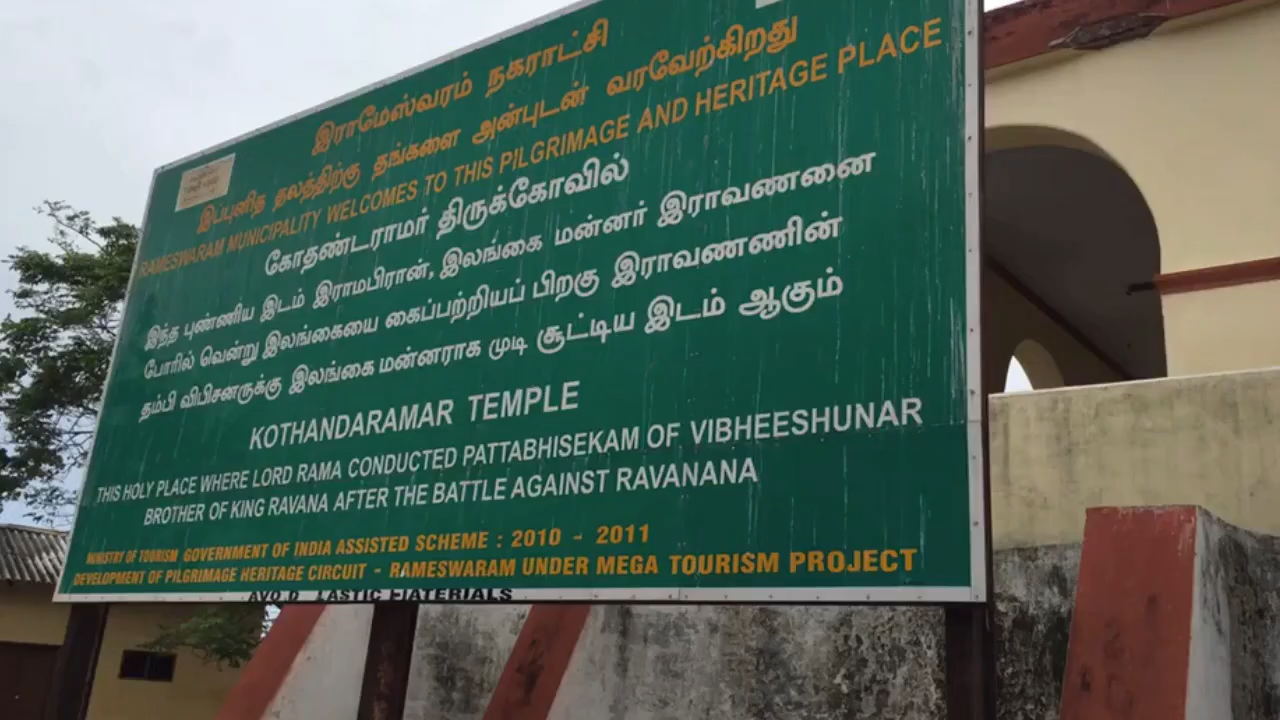 இராமேஸ்வரம் நகராட்சி
இப்புனித தலத்திற்கு தங்களை அன்புடன் வரவேற்கிறது
RAMESWARAM MUNICIPALITY WELCOMES TO THIS PILGRIMAGE AND HERITAGE PLACE
கோதண்டராமர் திருக்கோவில்
இந்த புண்ணிய இடம் இராமபிரான், இலங்கை மன்னர் இராவணனை
போரில் வென்று இலங்கையை கைப்பற்றியப் பிறகு இராவணணின்
தம்பி விபிசனருக்கு இலங்கை மன்னராக முடி சூட்டிய இடம் ஆகும்
KOTHANDARAMAR TEMPLE
THIS HOLY PLACE WHERE LORD RAMA CONDUCTED PATTABHISEKAM OF VIBHEESHUNAR
BROTHER OF KING RAVANA AFTER THE BATTLE AGAINST RAVANANA
MINISTRY OF TOURISM GOVERNMENT OF INDIA ASSISTED SCHEME : 2010 - 2011
DEVELOPMENT OF PILGRIMAGE HERITAGE CIRCUIT - RAMESWARAM UNDER MEGA TOURISM PROJECT